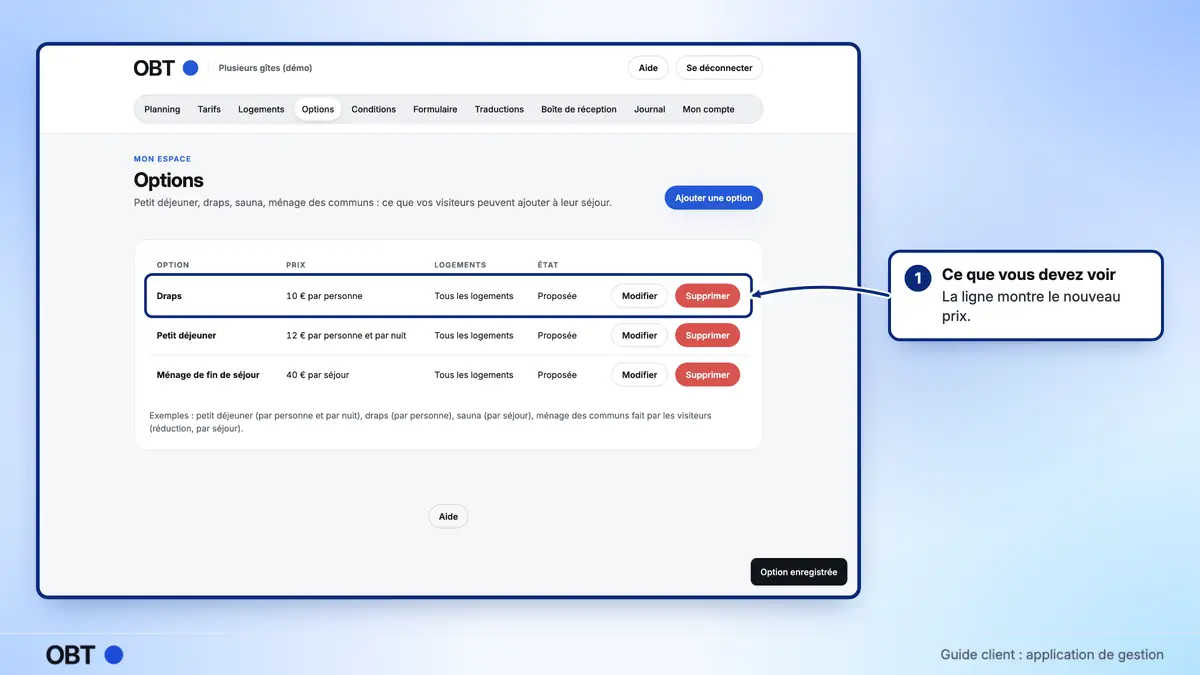 OBT
Plusieurs gîtes (démo)
Aide
Se déconnecter
Planning
Tarifs
Logements
Options
Conditions
Formulaire
Traductions
Boîte de réception
Journal
Mon compte
MON ESPACE
Options
Petit déjeuner, draps, sauna, ménage des communs : ce que vos visiteurs peuvent ajouter à leur séjour.
Ajouter une option
OPTION PRIX LOGEMENTS ÉTAT
Draps 10 € par personne Tous les logements Proposée Modifier Supprimer
Petit déjeuner 12 € par personne et par nuit Tous les logements Proposée Modifier Supprimer
Ménage de fin de séjour 40 € par séjour Tous les logements Proposée Modifier Supprimer
Exemples : petit déjeuner (par personne et par nuit), draps (par personne), sauna (par séjour), ménage des communs fait par les visiteurs
(réduction, par séjour).
Aide
Option enregistrée
1 Ce que vous devez voir
La ligne montre le nouveau
prix.
OBT
Guide client : application de gestion